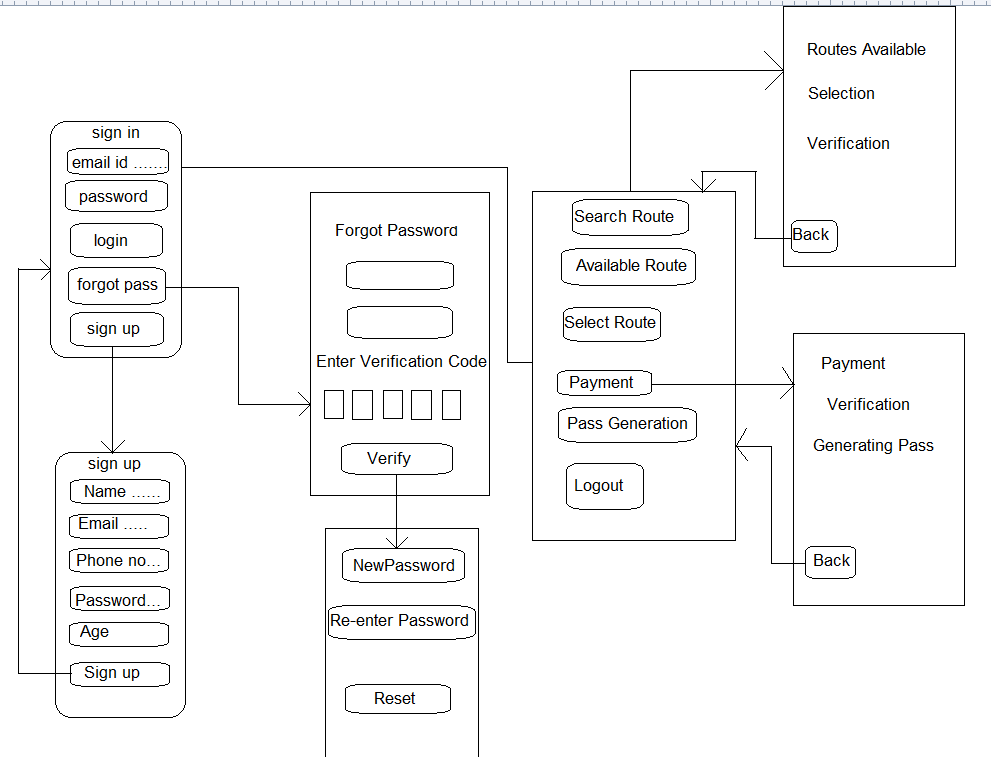 sign in
email id .......
password
login
forgot pass
sign up
sign up
Name ......
Email .....
Phone no...
Password...
Age
Sign up
Forgot Password
Enter Verification Code
Verify
NewPassword
Re-enter Password
Reset
Search Route
Available Route
Select Route
Payment
Pass Generation
Logout
Routes Available
Selection
Verification
Back
Payment
Verification
Generating Pass
Back